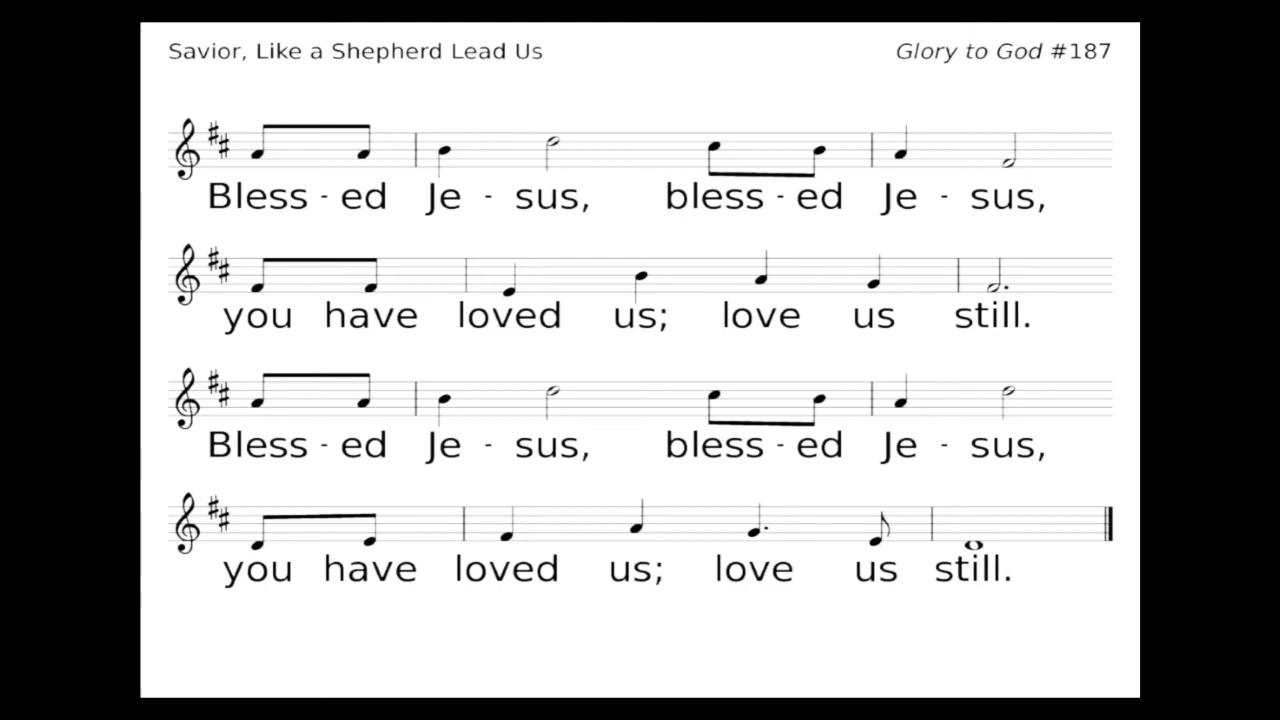 Savior, Like a Shepherd Lead Us
Glory to God #187
Bless - ed Je - sus, bless - ed Je - sus,
you have loved us; love us still.
Bless - ed Je - sus, bless - ed Je - sus,
you have loved us; love us still.